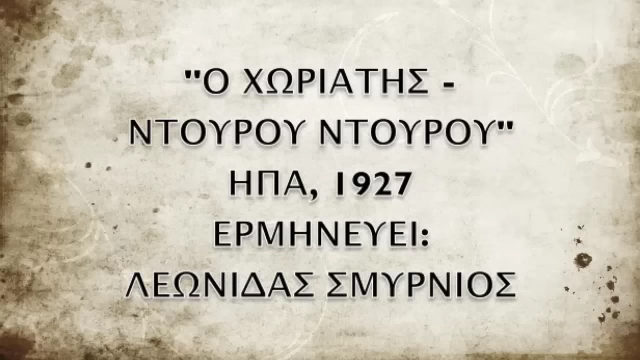 "Ο ΧΩΡΙΑΤΗΣ -
ΝΤΟΥΡΟΥ ΝΤΟΥΡΟΥ"
ΗΠΑ, 1927
ΕΡΜΗΝΕΥΕΙ:
ΛΕΩΝΙΔΑΣ ΣΜΥΡΝΙΟΣ